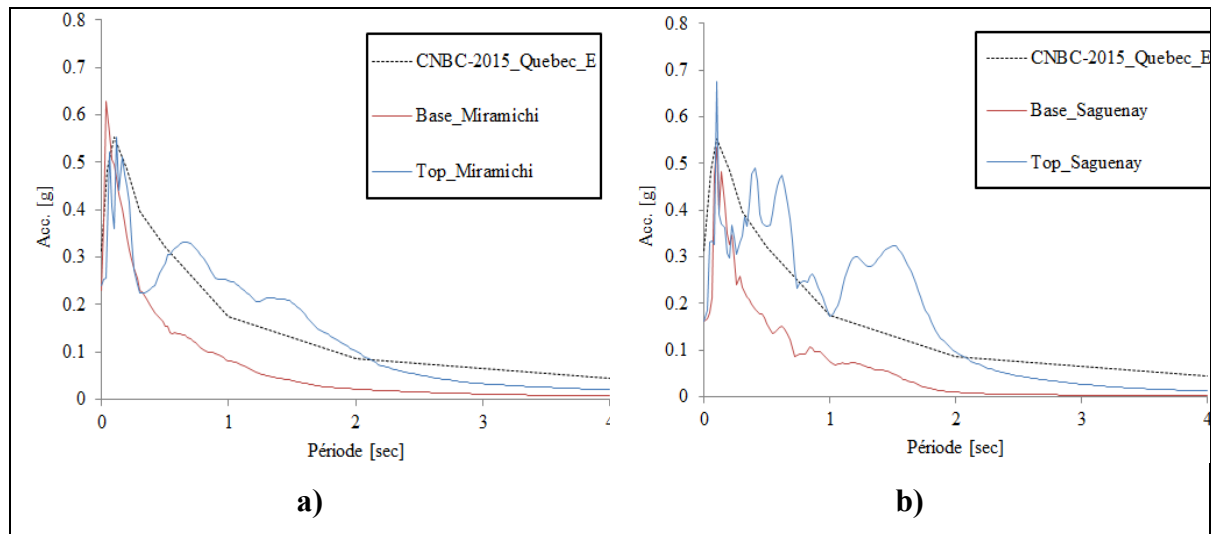 0.8
0.7
0.6
0.5
0.4
0.3
0.2
0.1
0
Acc. [g]
0
1
2
3
4
Période [sec]
CNBC-2015_Quebec_E
Base_Miramichi
Top_Miramichi
a)
0.8
0.7
0.6
0.5
0.4
0.3
0.2
0.1
0
Acc. [g]
0
1
2
3
4
Période [sec]
CNBC-2015_Quebec_E
Base_Saguenay
Top_Saguenay
b)